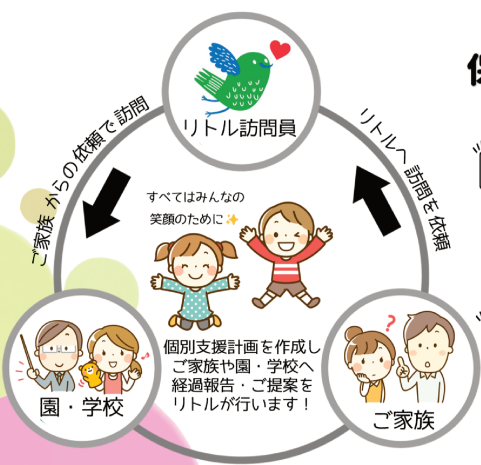 リトル訪問員
ご家族からの依頼で訪問
リトルへ訪問を依頼
すべてはみんなの
笑顔のために✨
個別支援計画を作成し
ご家族や園・学校へ
経過報告・ご提案を
リトルが行います！
園・学校
ご家族
?